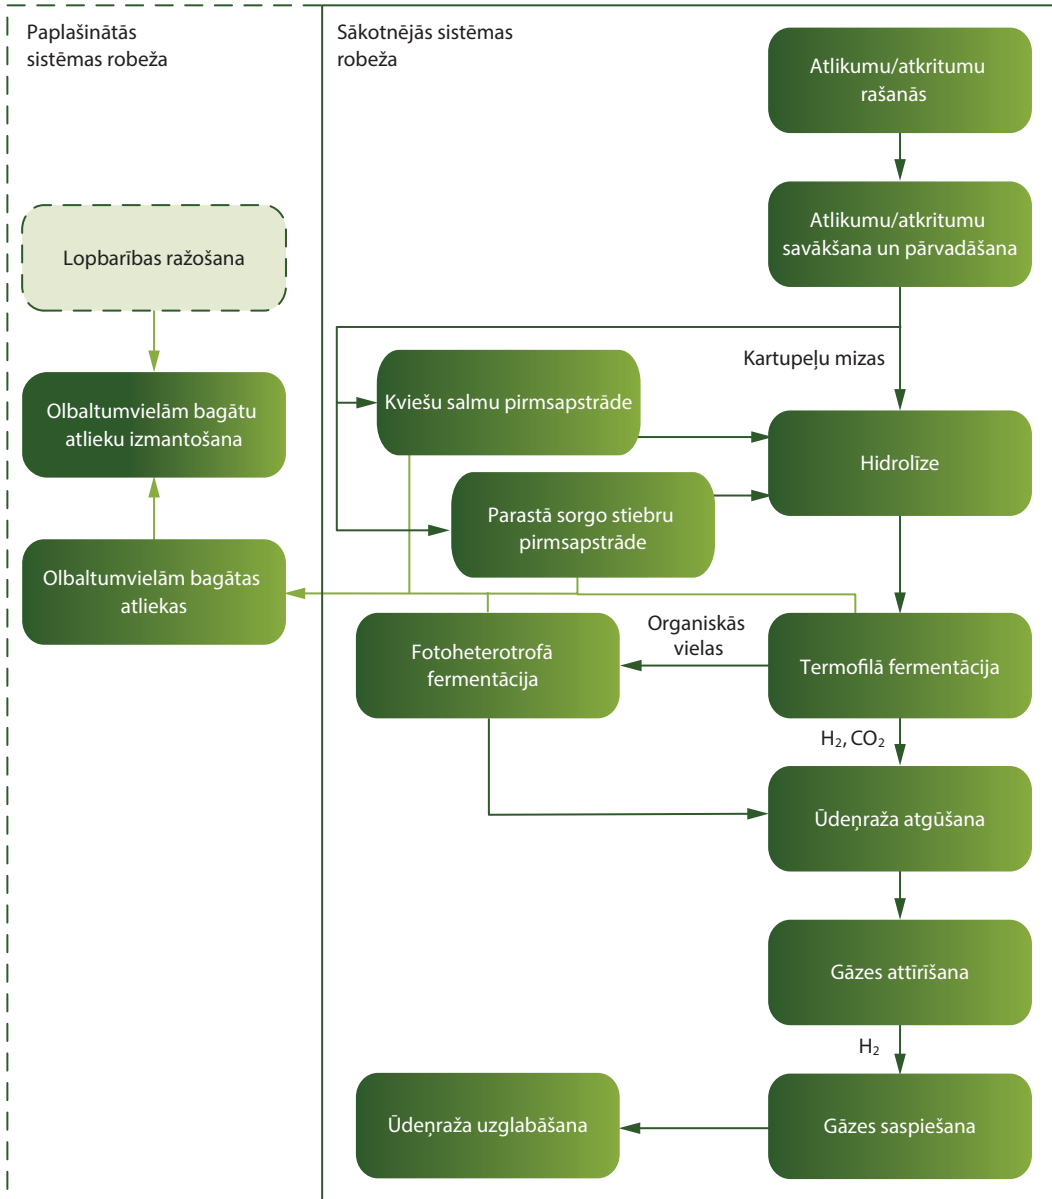 Paplašinātās
sistēmas robeža
Sākotnējās sistēmas
robeža
Atlikumu/atkritumu
rašanās
Atlikumu/atkritumu
savākšana un pārvadāšana
Lopbarības ražošana
Kartupeļu mizas
Kviešu salmu pirmsapstrāde
Olbaltumvielām bagātu
atlieku izmantošana
Hidrolīze
Parastā sorgo stiebru
pirmsapstrāde
Olbaltumvielām bagātas
atliekas
Organiskās
vielas
Fotoheterotrofā
fermentācija
Termofilā fermentācija
H₂, CO₂
Ūdeņraža atgūšana
Gāzes attīrīšana
H₂
Ūdeņraža uzglabāšana
Gāzes saspiešana